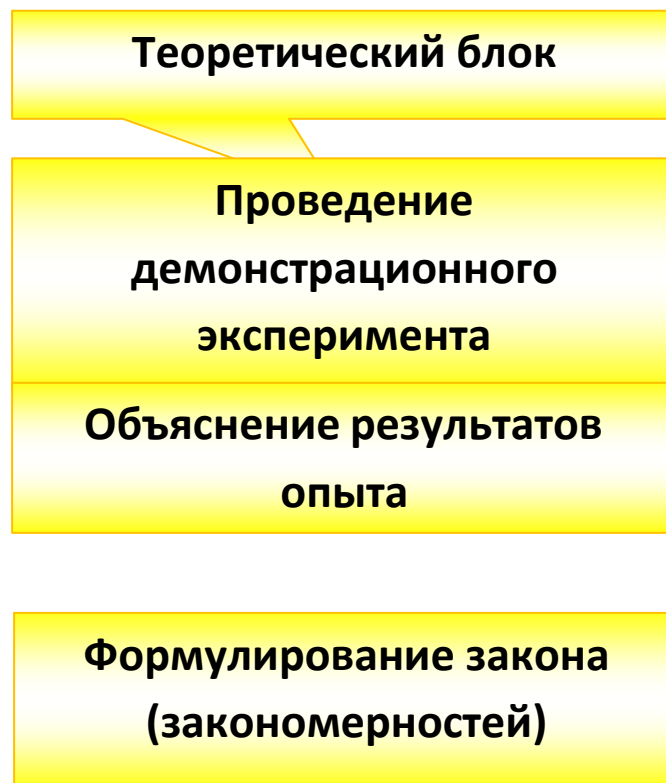 Теоретический блок
Проведение
демонстрационного
эксперимента
Объяснение результатов
опыта
Формулирование закона
(закономерностей)